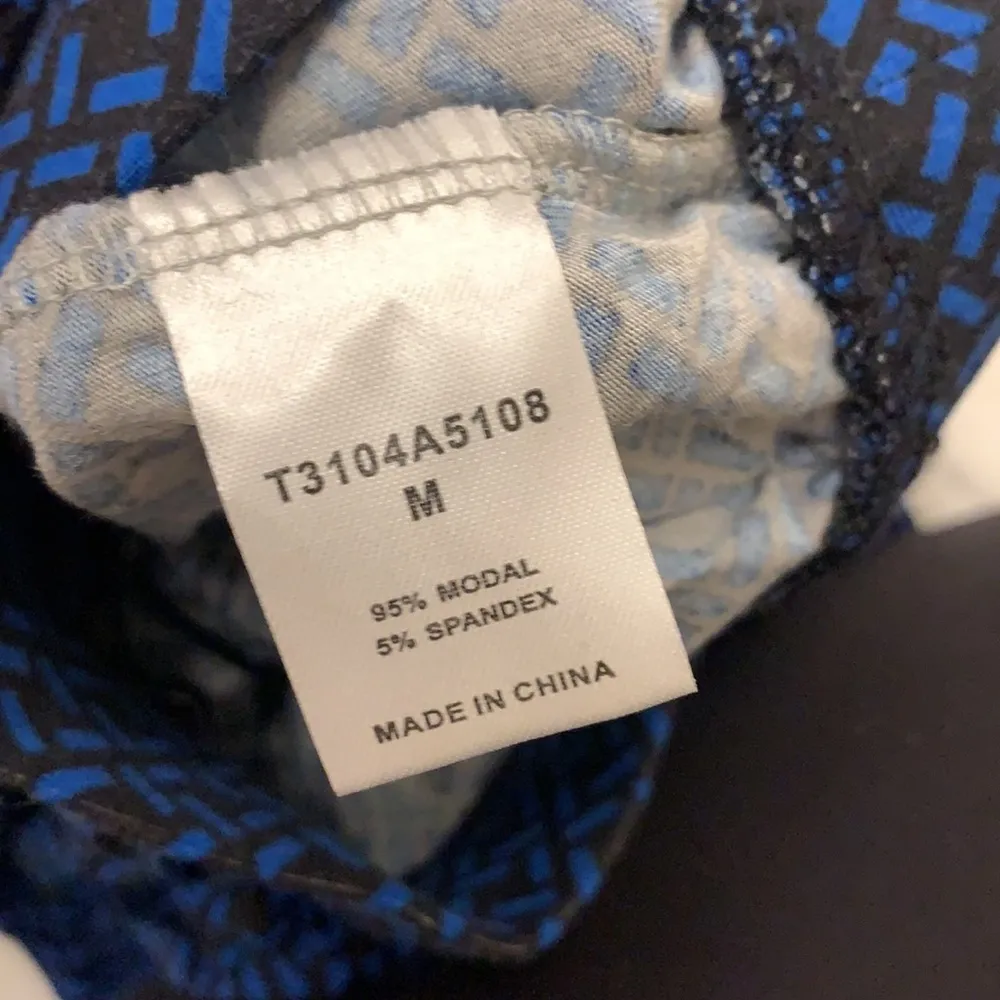 T3104A5108
M
95% MODAL
5% SPANDEX
MADE IN CHINA